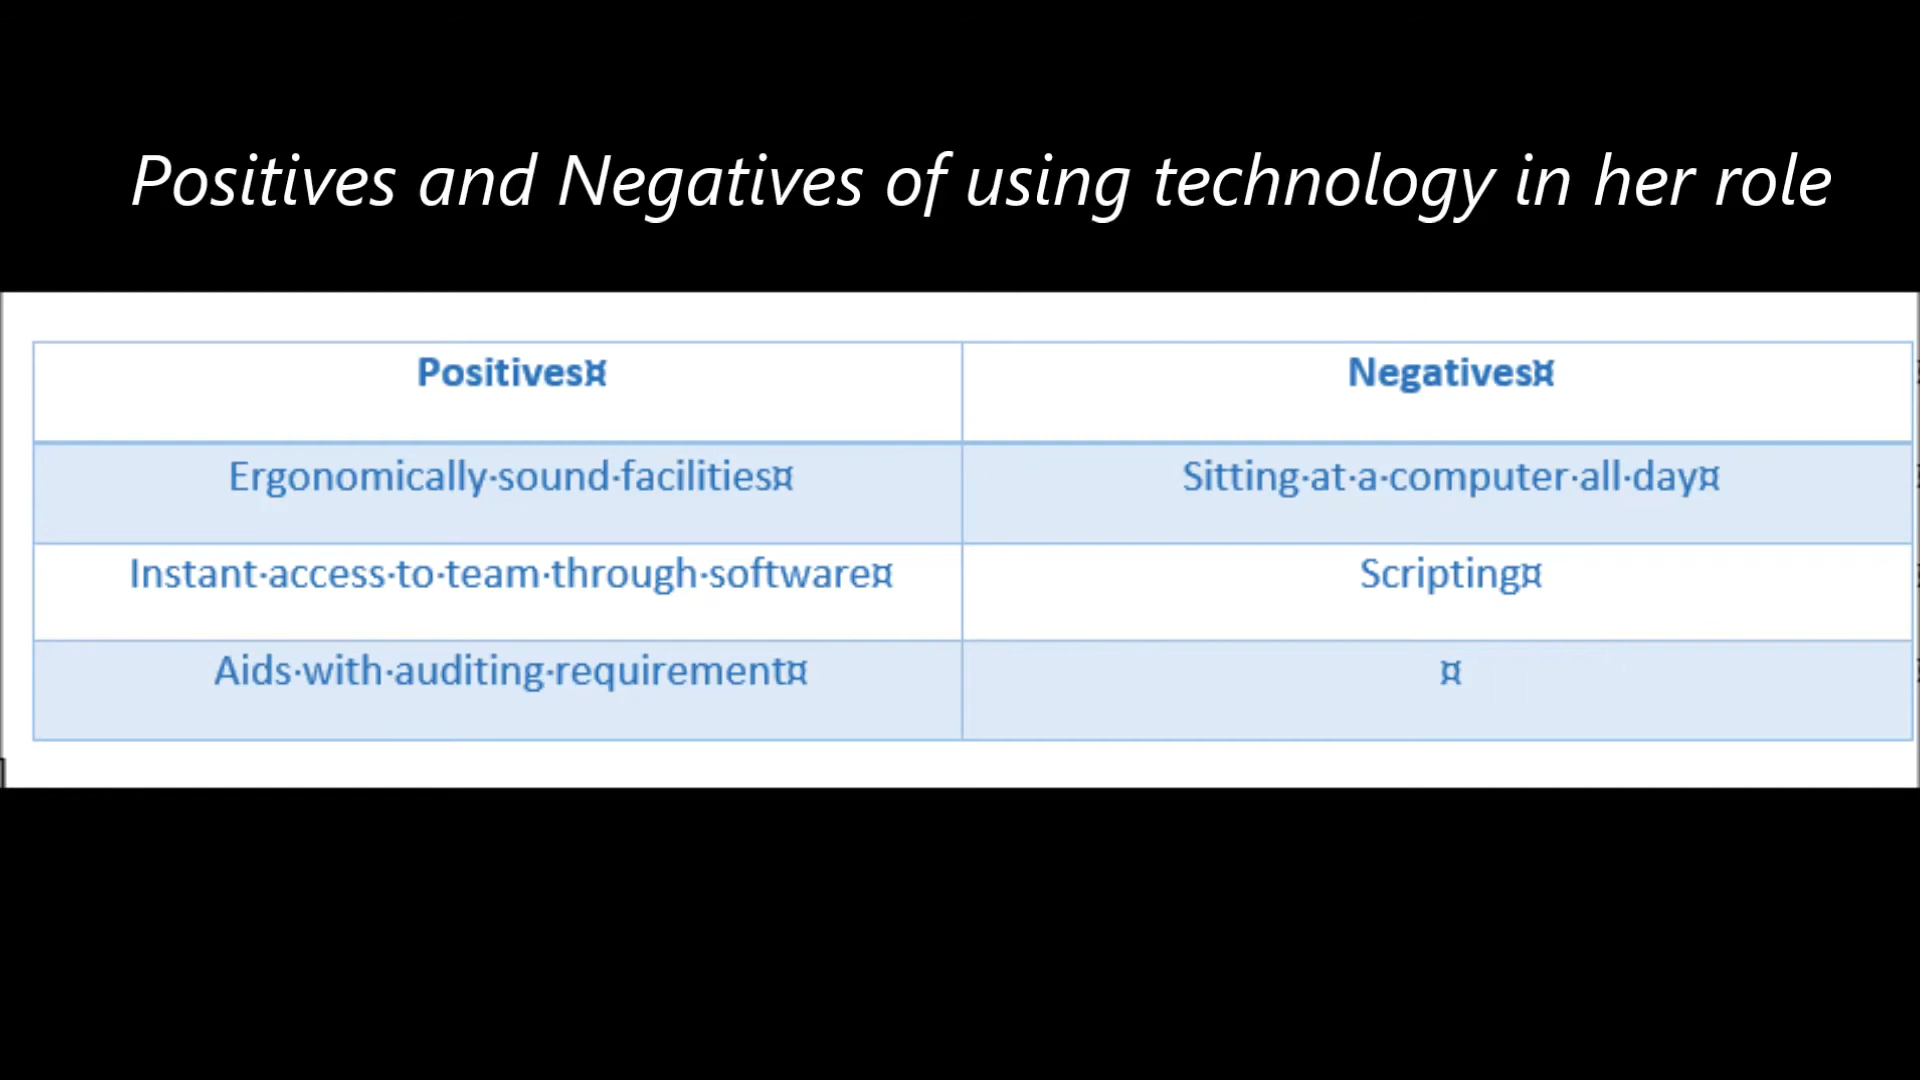 Positives and Negatives of using technology in her role
Positives¤ Negatives¤
Ergonomically·sound·facilities¤ Sitting·at·a·computer·all·day¤
Instant·access·to·team·through·software¤ Scripting¤
Aids·with·auditing·requirement¤ ¤